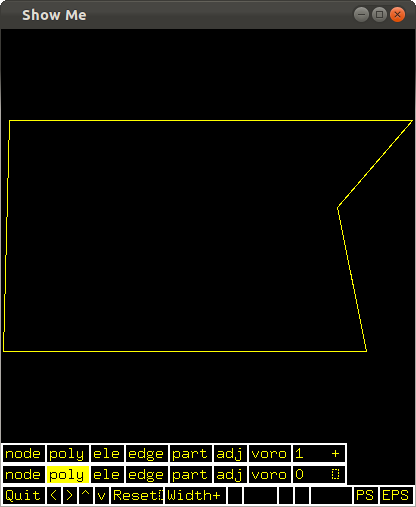 Show Me
node poly ele edge part adj voro 1 +
node poly ele edge part adj voro 0
Quit < > ^ v Reset Width+ PS EPS